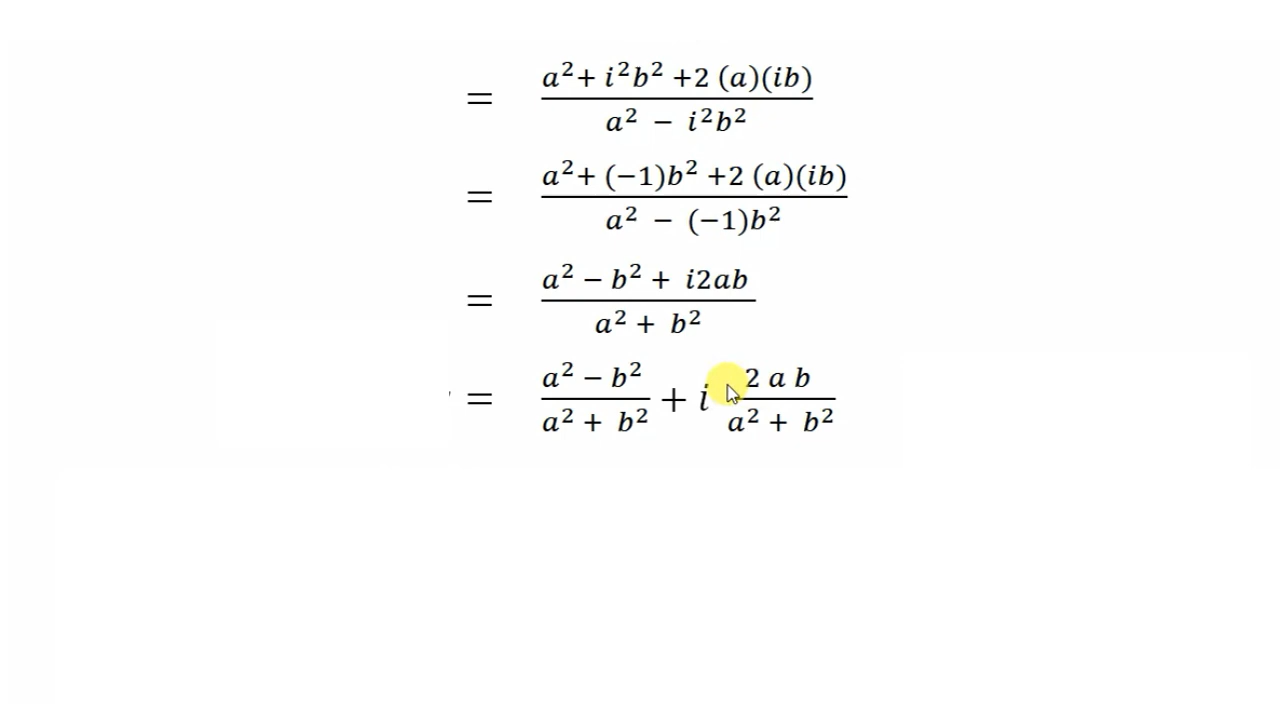 = (a² + i²b² +2 (a)(ib)) / (a² − i²b²)
= (a² + (−1)b² +2 (a)(ib)) / (a² − (−1)b²)
= (a² − b² + i2ab) / (a² + b²)
= (a² − b²) / (a² + b²) + i (2 a b) / (a² + b²)